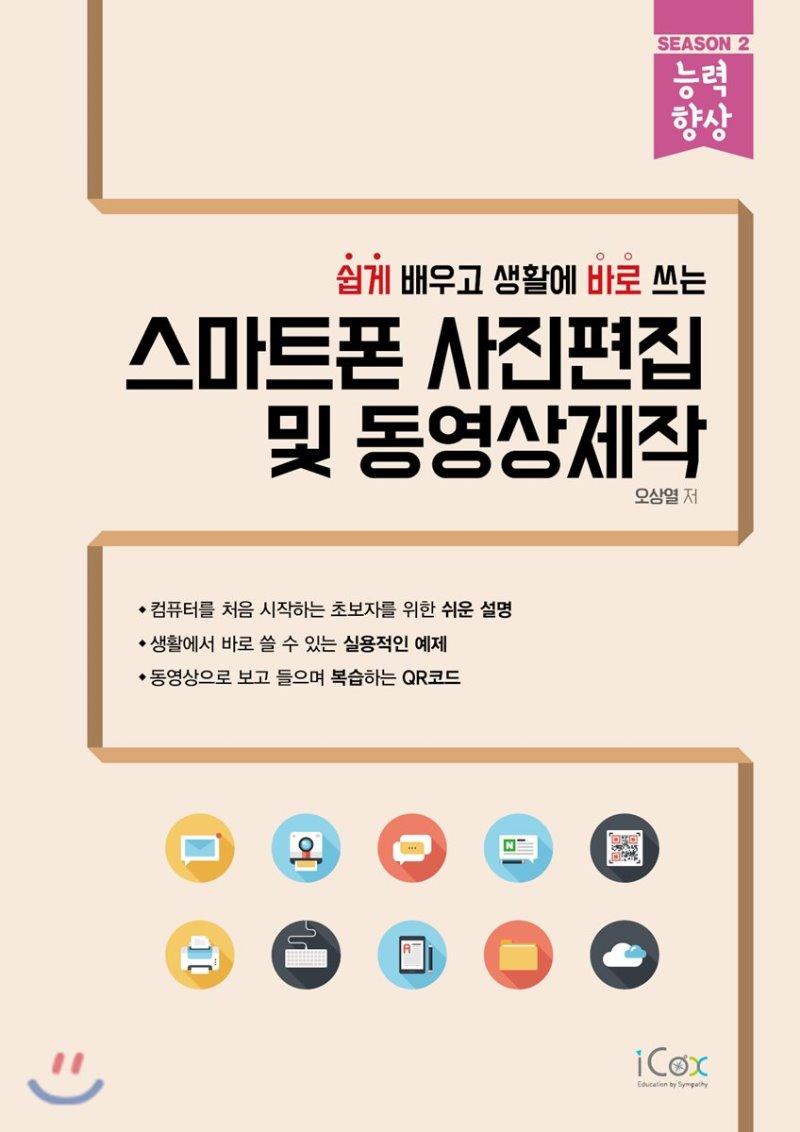 SEASON 2
능력
향상
쉽게 배우고 생활에 바로 쓰는
스마트폰 사진편집
및 동영상제작
오상열 저
◆ 컴퓨터를 처음 시작하는 초보자를 위한 쉬운 설명
◆ 생활에서 바로 쓸 수 있는 실용적인 예제
◆ 동영상으로 보고 들으며 복습하는 QR코드
N
A
iCox
Education by Sympathy